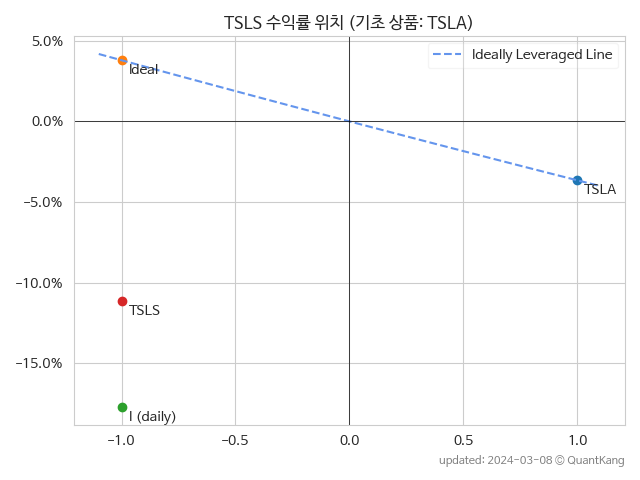 TSLS 수익률 위치 (기초 상품: TSLA)
Ideally Leveraged Line
5.0%
0.0%
−5.0%
−10.0%
−15.0%
Ideal
TSLA
TSLS
I (daily)
−1.0
−0.5
0.0
0.5
1.0
updated: 2024-03-08 © QuantKang